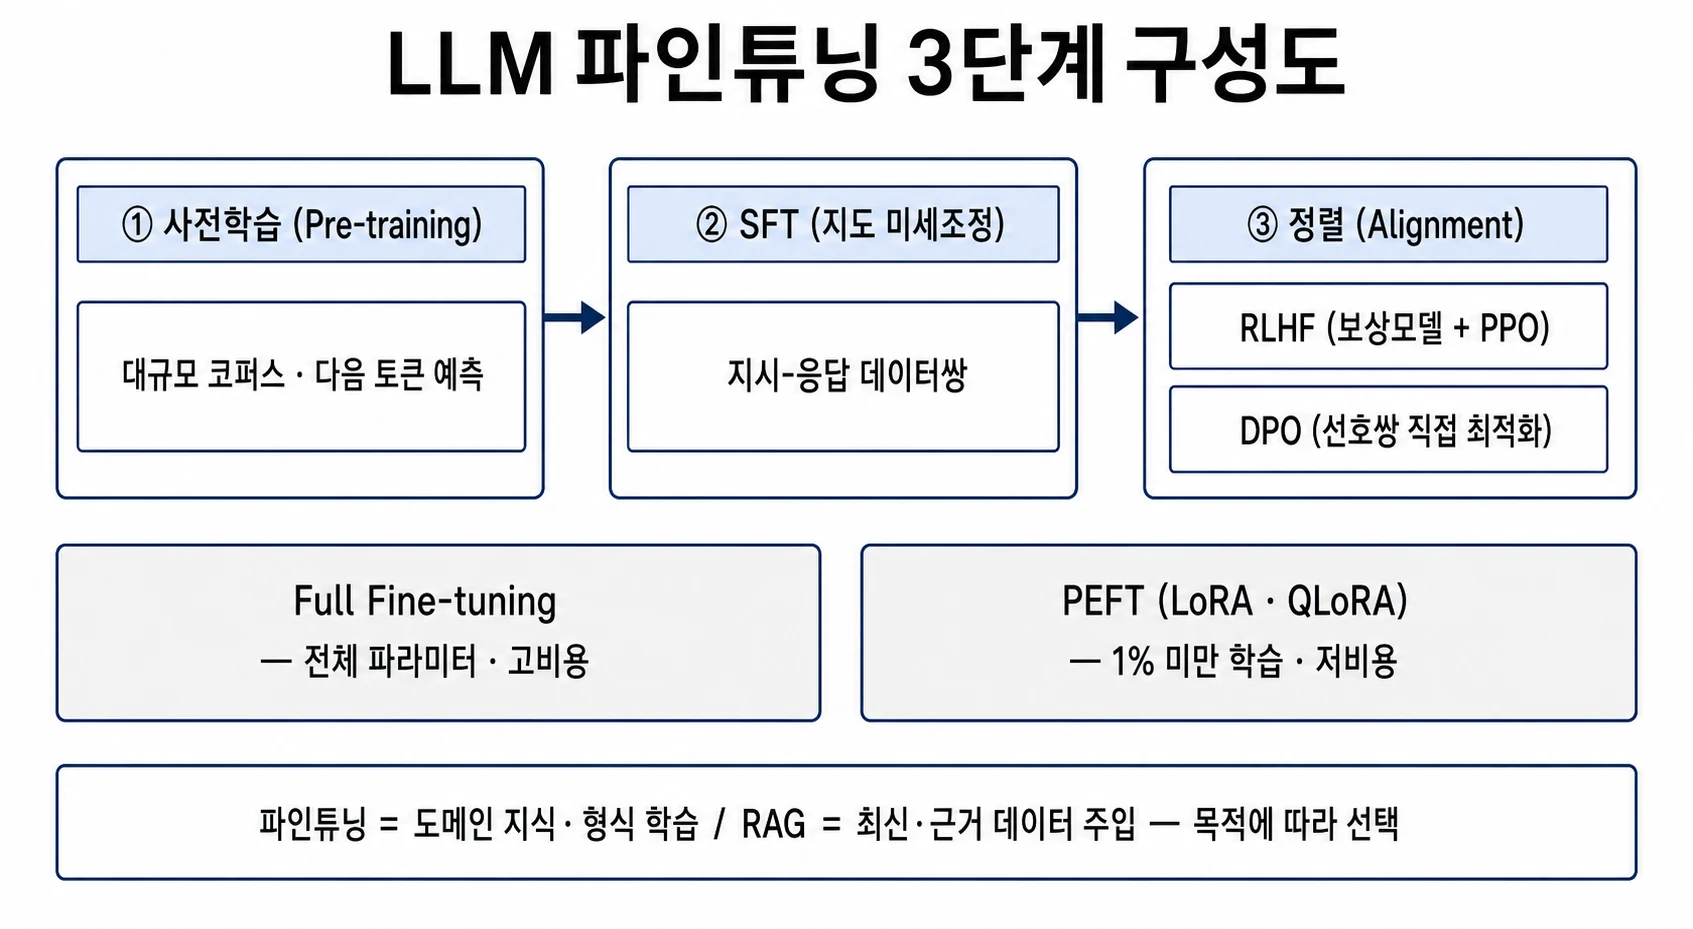 LLM 파인튜닝 3단계 구성도
① 사전학습 (Pre-training)
대규모 코퍼스 · 다음 토큰 예측
② SFT (지도 미세조정)
지시-응답 데이터쌍
③ 정렬 (Alignment)
RLHF (보상모델 + PPO)
DPO (선호쌍 직접 최적화)
Full Fine-tuning
— 전체 파라미터 · 고비용
PEFT (LoRA · QLoRA)
— 1% 미만 학습 · 저비용
파인튜닝 = 도메인 지식 · 형식 학습 / RAG = 최신 · 근거 데이터 주입 — 목적에 따라 선택